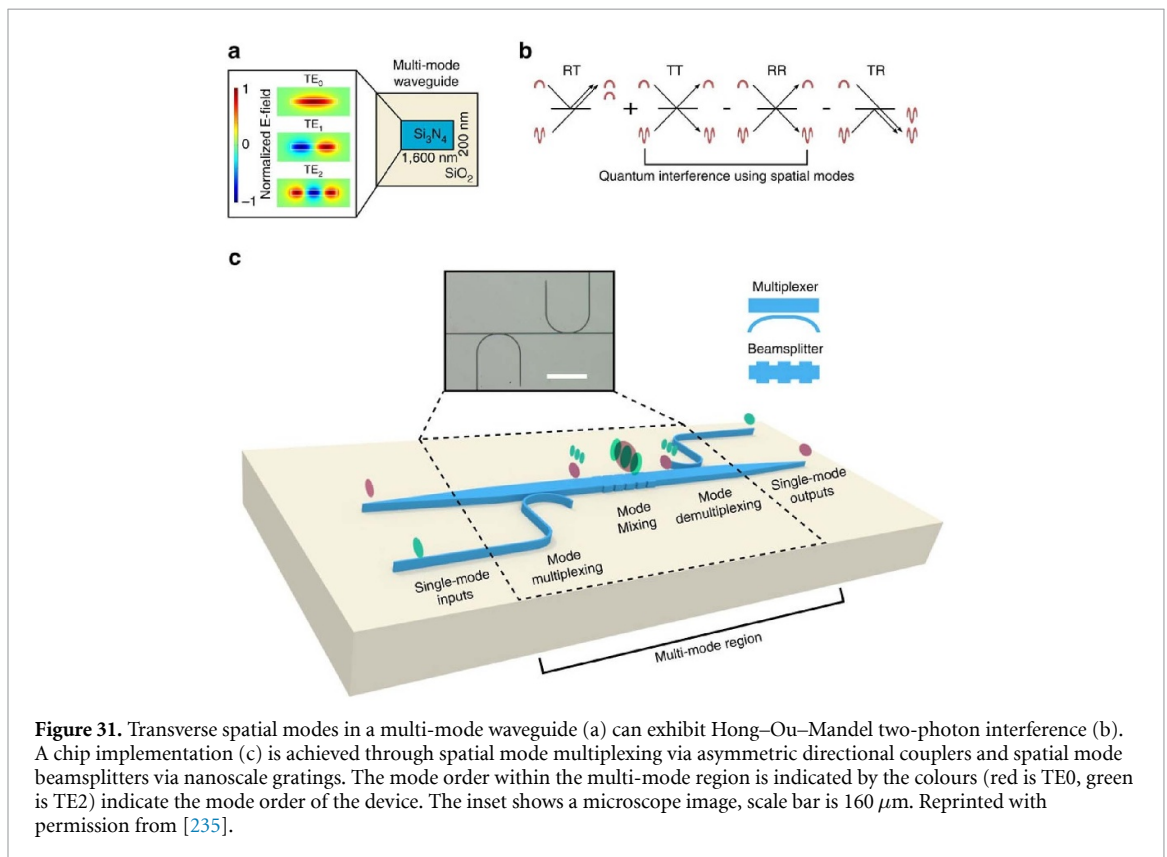 a
Multi-mode
waveguide
1
0
−1
Normalized E-field
TE0
TE1
TE2
Si3N4
200 nm
1,600 nm
SiO2
b
RT
TT
RR
TR
+
-
-
Quantum interference using spatial modes
c
Multiplexer
Beamsplitter
Single-mode
inputs
Mode
multiplexing
Mode
Mixing
Mode
demultiplexing
Single-mode
outputs
Multi-mode region
Figure 31. Transverse spatial modes in a multi-mode waveguide (a) can exhibit Hong–Ou–Mandel two-photon interference (b).
A chip implementation (c) is achieved through spatial mode multiplexing via asymmetric directional couplers and spatial mode
beamsplitters via nanoscale gratings. The mode order within the multi-mode region is indicated by the colours (red is TE0, green
is TE2) indicate the mode order of the device. The inset shows a microscope image, scale bar is 160 μm. Reprinted with
permission from [235].